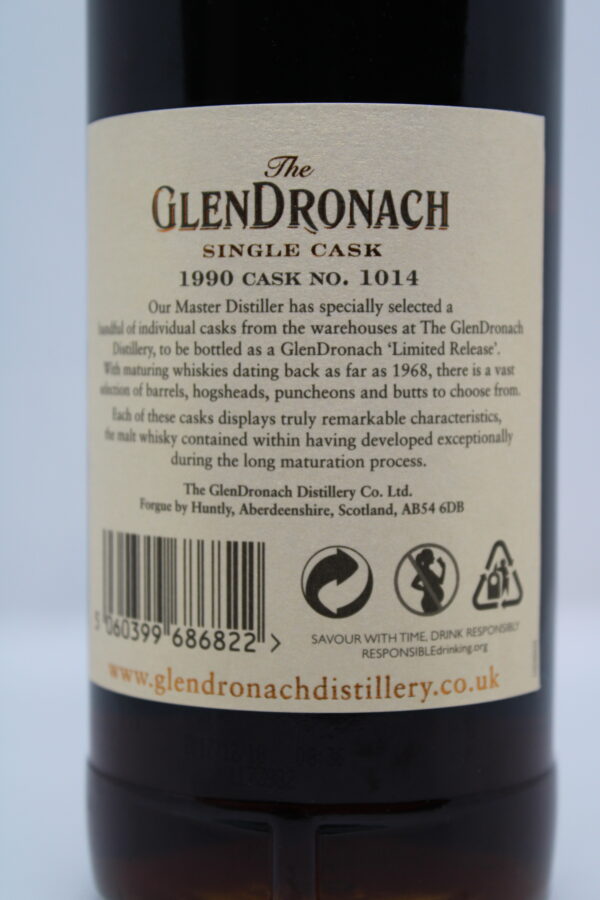 The
GLENDRONACH
SINGLE CASK
1990 CASK NO. 1014
Our Master Distiller has specially selected a
handful of individual casks from the warehouses at The GlenDronach
Distillery, to be bottled as a GlenDronach ‘Limited Release’.
With maturing whiskies dating back as far as 1968, there is a vast
selection of barrels, hogsheads, puncheons and butts to choose from.
Each of these casks displays truly remarkable characteristics,
the malt whisky contained within having developed exceptionally
during the long maturation process.
The GlenDronach Distillery Co. Ltd.
Forgue by Huntly, Aberdeenshire, Scotland, AB54 6DB
5 060399 686822 >
SAVOUR WITH TIME, DRINK RESPONSIBLY
RESPONSIBLEdrinking.org
www.glendronachdistillery.co.uk